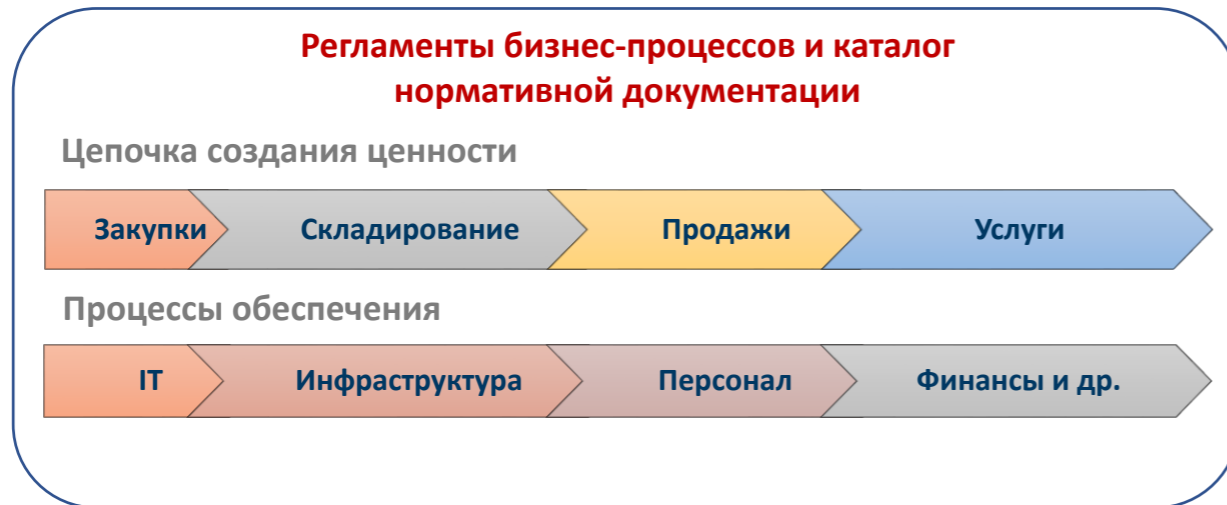 Регламенты бизнес-процессов и каталог
нормативной документации
Цепочка создания ценности
Закупки Складирование Продажи Услуги
Процессы обеспечения
IT Инфраструктура Персонал Финансы и др.